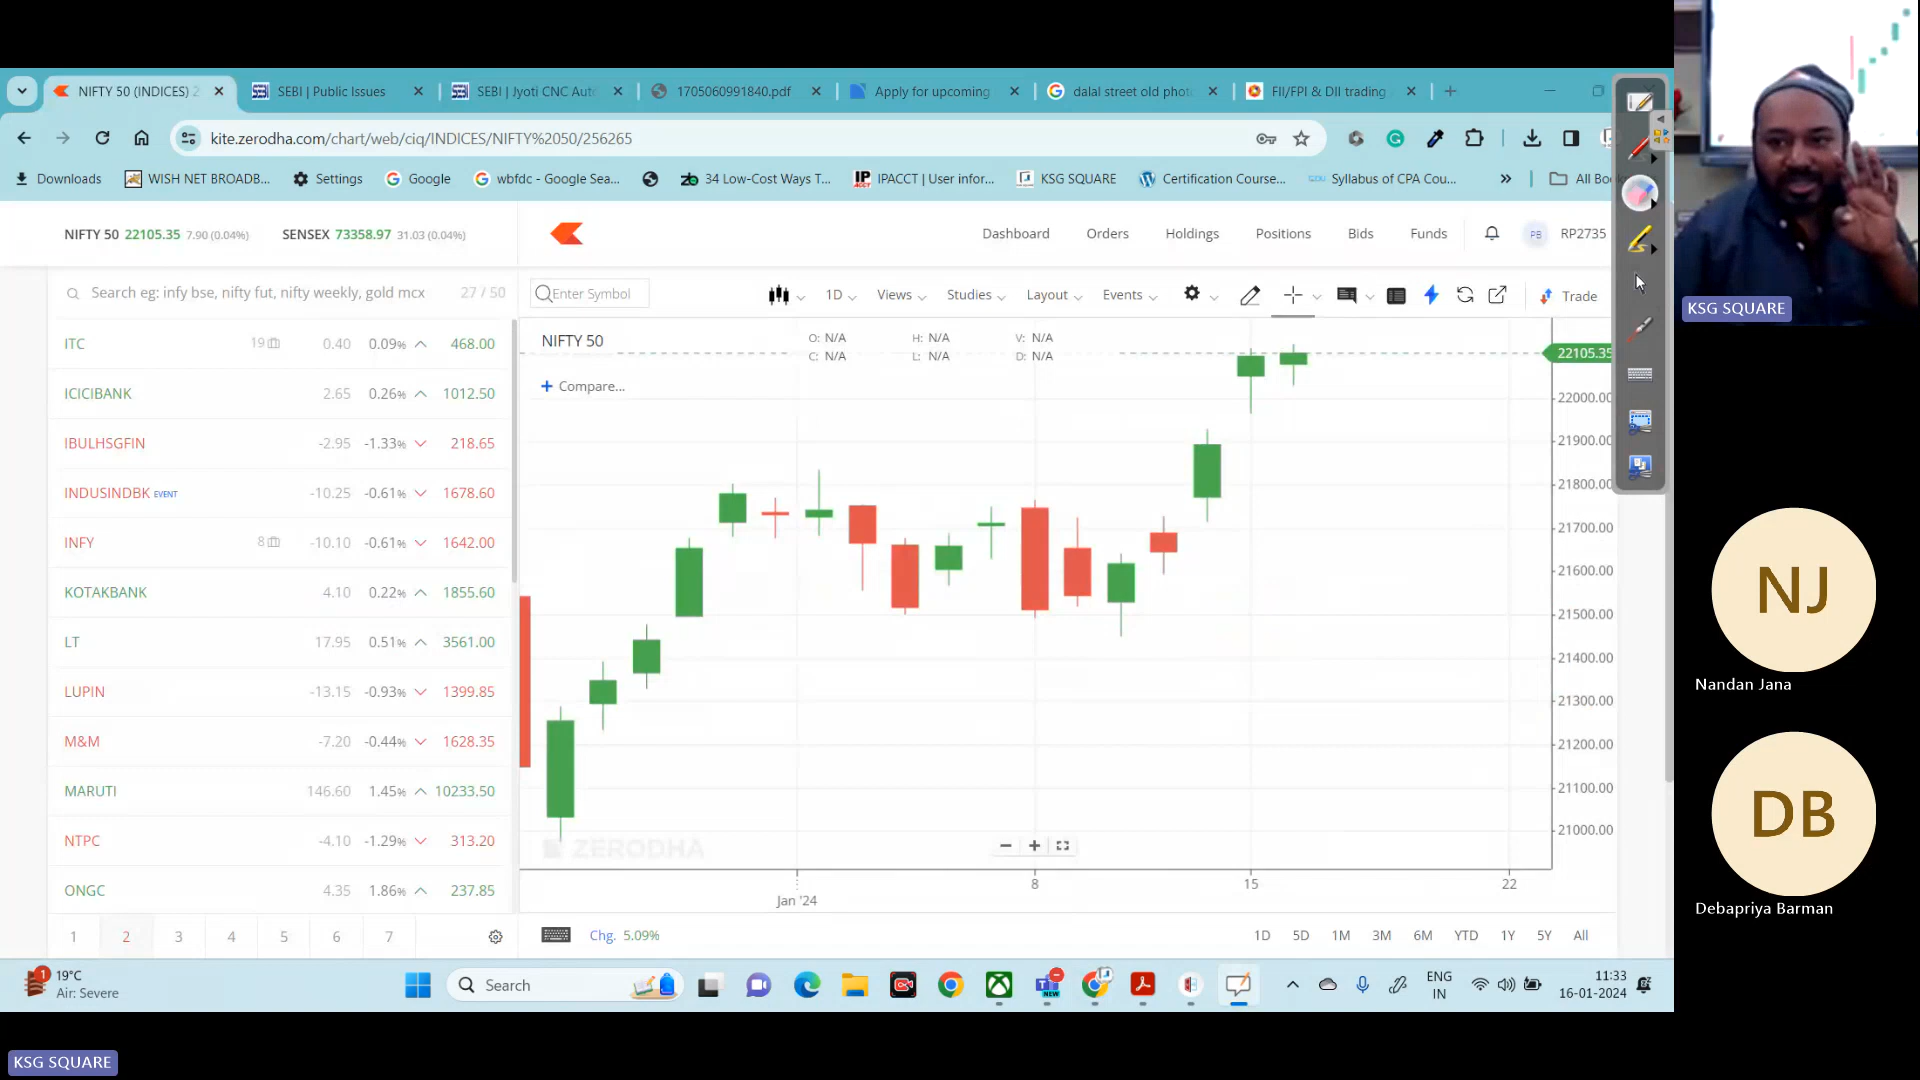 NIFTY 50 (INDICES) 2
SEBI | Public Issues
SEBI | Jyoti CNC Aut
1705060991840.pdf
Apply for upcoming
dalal street old phot
FII/FPI & DII trading
kite.zerodha.com/chart/web/ciq/INDICES/NIFTY%2050/256265
Downloads
WISH NET BROADB...
Settings
Google
wbfdc - Google Sea...
34 Low-Cost Ways T...
IPACCT | User infor...
KSG SQUARE
Certification Course...
Syllabus of CPA Cou...
»
All Bo
NIFTY 50 22105.35 7.90 (0.04%)
SENSEX 73358.97 31.03 (0.04%)
Dashboard
Orders
Holdings
Positions
Bids
Funds
PB
RP2735
Search eg: infy bse, nifty fut, nifty weekly, gold mcx 27 / 50
Enter Symbol
1D
Views
Studies
Layout
Events
Trade
ITC 19 0.40 0.09% 468.00
ICICIBANK 2.65 0.26% 1012.50
IBULHSGFIN -2.95 -1.33% 218.65
INDUSINDBK EVENT -10.25 -0.61% 1678.60
INFY 8 -10.10 -0.61% 1642.00
KOTAKBANK 4.10 0.22% 1855.60
LT 17.95 0.51% 3561.00
LUPIN -13.15 -0.93% 1399.85
M&M -7.20 -0.44% 1628.35
MARUTI 146.60 1.45% 10233.50
NTPC -4.10 -1.29% 313.20
ONGC 4.35 1.86% 237.85
1 2 3 4 5 6 7
NIFTY 50
O: N/A H: N/A V: N/A
C: N/A L: N/A D: N/A
+ Compare...
22105.35
22000.00
21900.00
21800.00
21700.00
21600.00
21500.00
21400.00
21300.00
21200.00
21100.00
21000.00
ZERODHA
8 15 22
Jan '24
Chg. 5.09%
1D 5D 1M 3M 6M YTD 1Y 5Y All
1
19°C
Air: Severe
Search
NEW
ENG
IN
11:33
16-01-2024
KSG SQUARE
NJ
Nandan Jana
DB
Debapriya Barman
KSG SQUARE